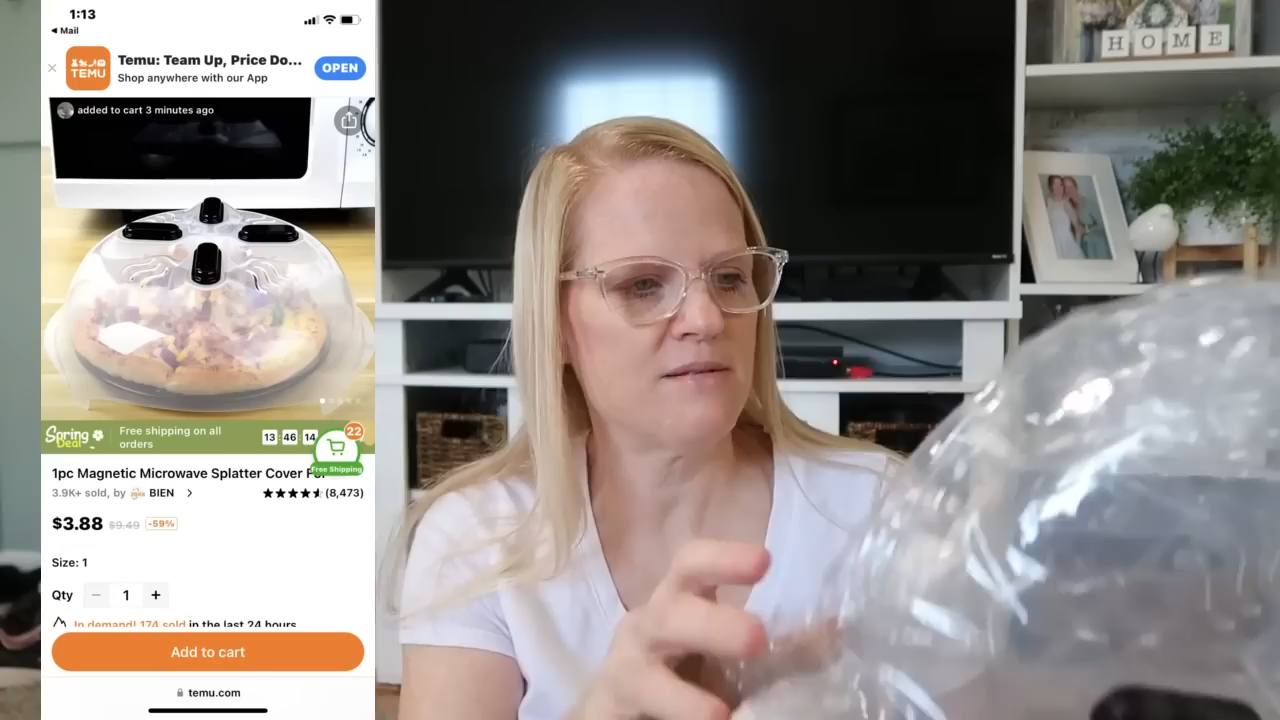 1:13
Mail
TEMU
Temu: Team Up, Price Do...
Shop anywhere with our App
OPEN
added to cart 3 minutes ago
Spring Deal
Free shipping on all orders
13 46 14
22
Free Shipping
1pc Magnetic Microwave Splatter Cover
3.9K+ sold, by BIEN
(8,473)
$3.88 $9.49 -59%
Size: 1
Qty − 1 +
In demand! 174 sold in the last 24 hours
Add to cart
temu.com
HOME